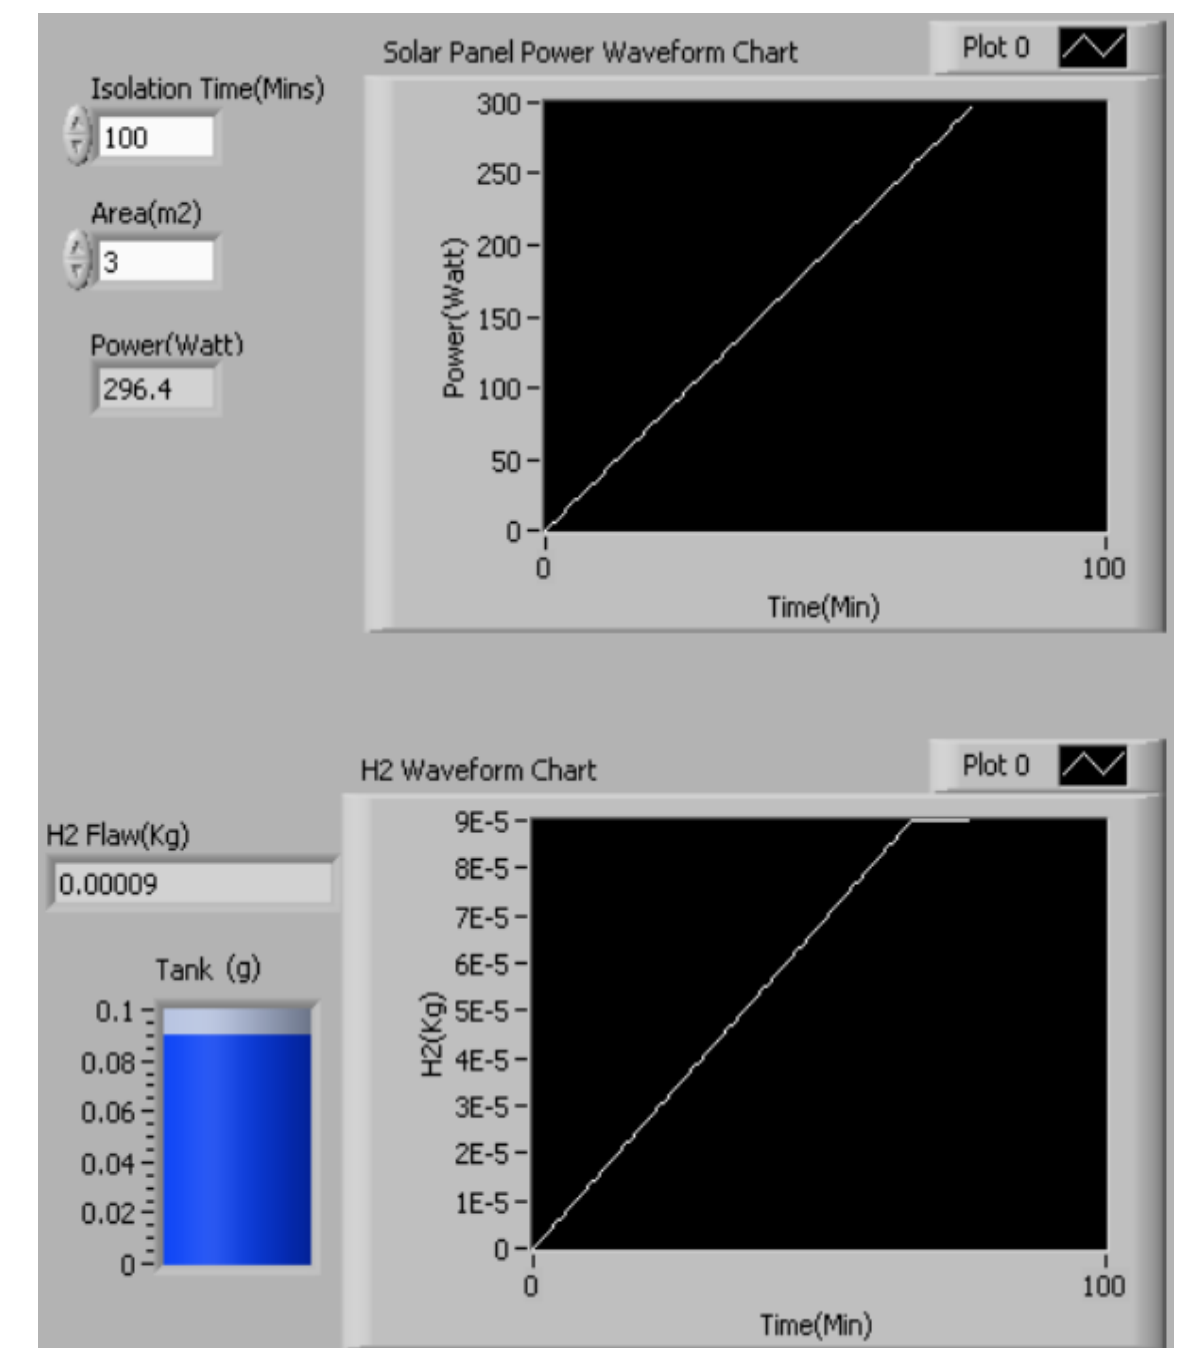 Solar Panel Power Waveform Chart
Plot 0
Isolation Time(Mins)
100
Area(m2)
3
Power(Watt)
296.4
300
250
200
150
100
50
0
Power(Watt)
0
100
Time(Min)
H2 Waveform Chart
Plot 0
H2 Flaw(Kg)
0.00009
Tank (g)
0.1
0.08
0.06
0.04
0.02
0
9E-5
8E-5
7E-5
6E-5
5E-5
4E-5
3E-5
2E-5
1E-5
0
H2(Kg)
0
100
Time(Min)